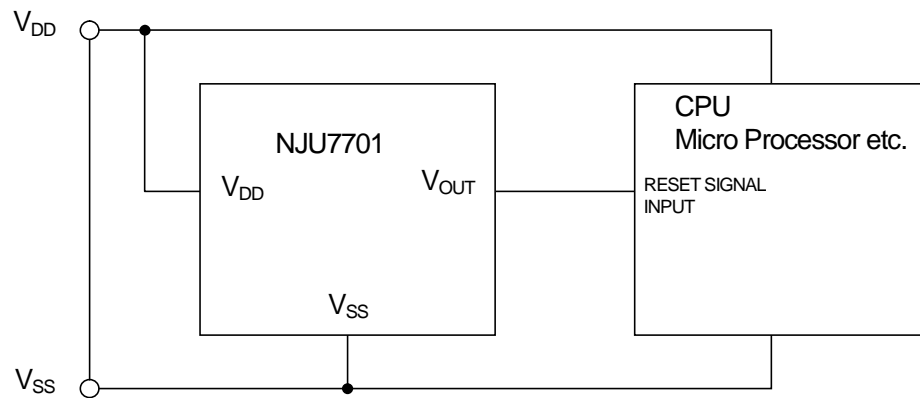 VDD
NJU7701
VDD
VOUT
VSS
CPU
Micro Processor etc.
RESET SIGNAL
INPUT
VSS